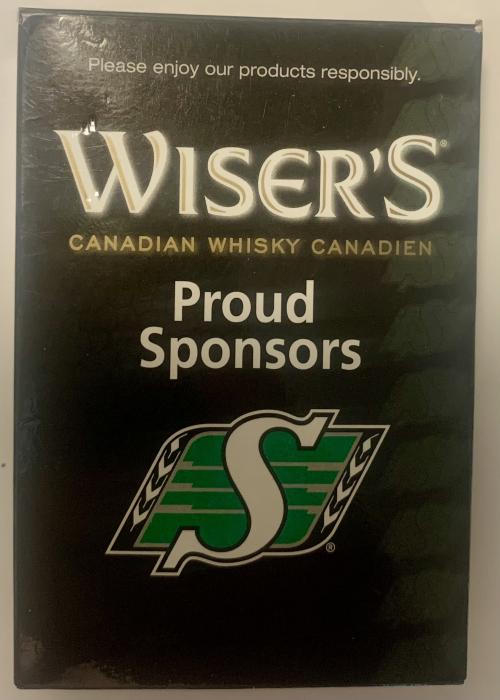 Please enjoy our products responsibly.
WISER'S®
CANADIAN WHISKY CANADIEN
Proud
Sponsors
S
®